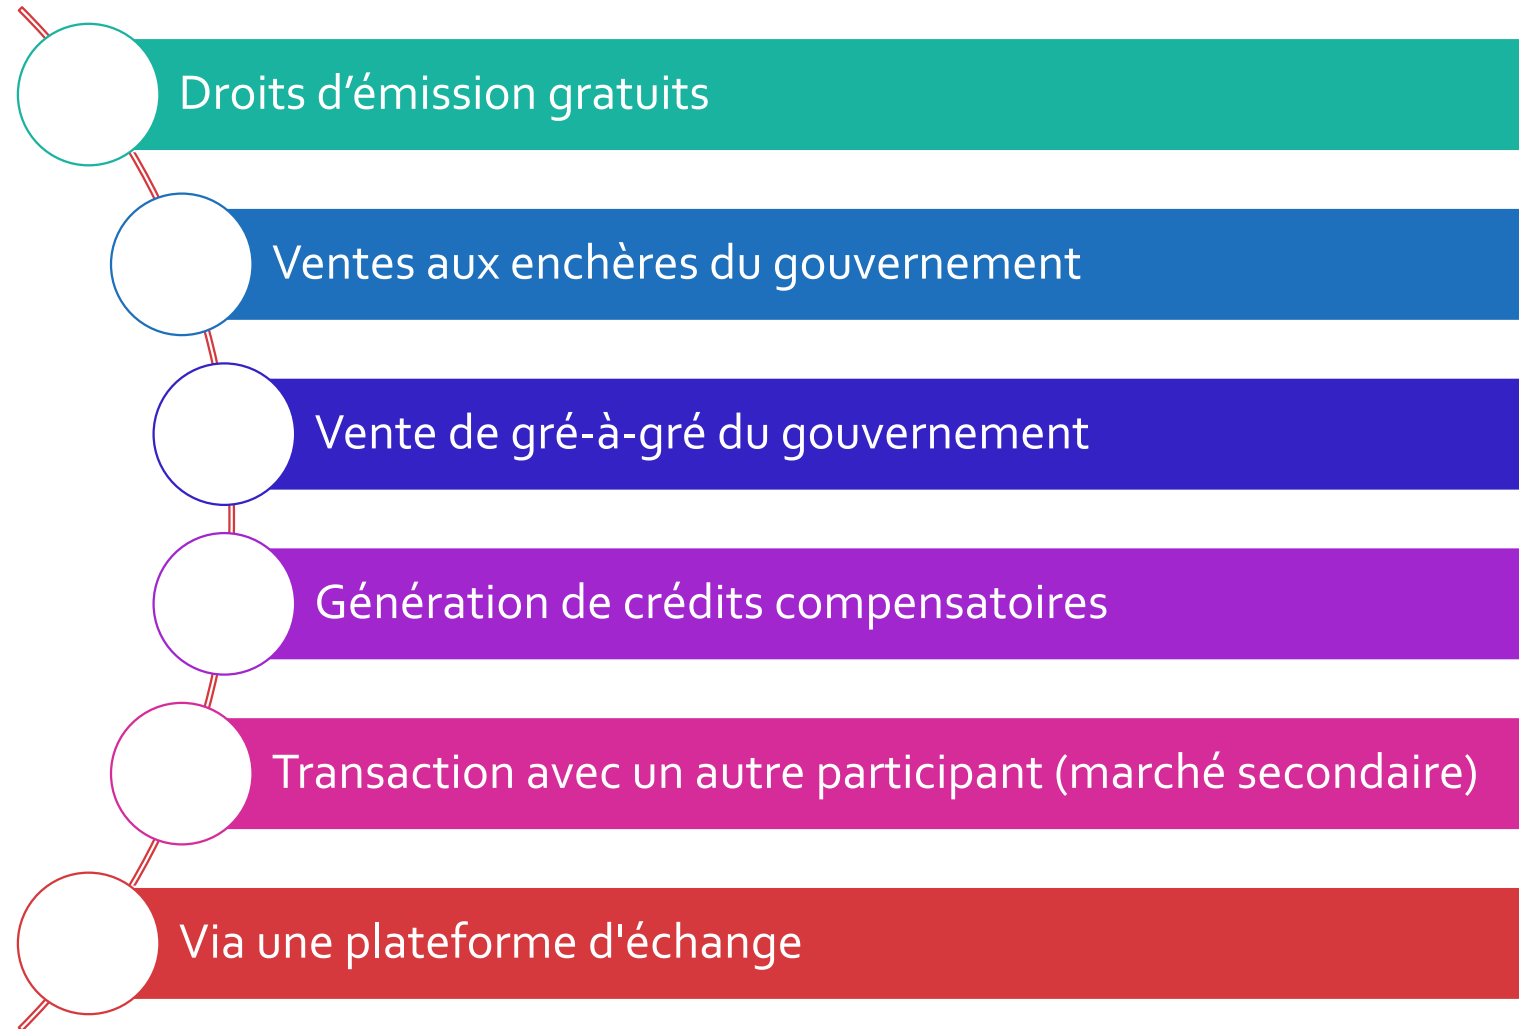 Droits d’émission gratuits
Ventes aux enchères du gouvernement
Vente de gré-à-gré du gouvernement
Génération de crédits compensatoires
Transaction avec un autre participant (marché secondaire)
Via une plateforme d'échange